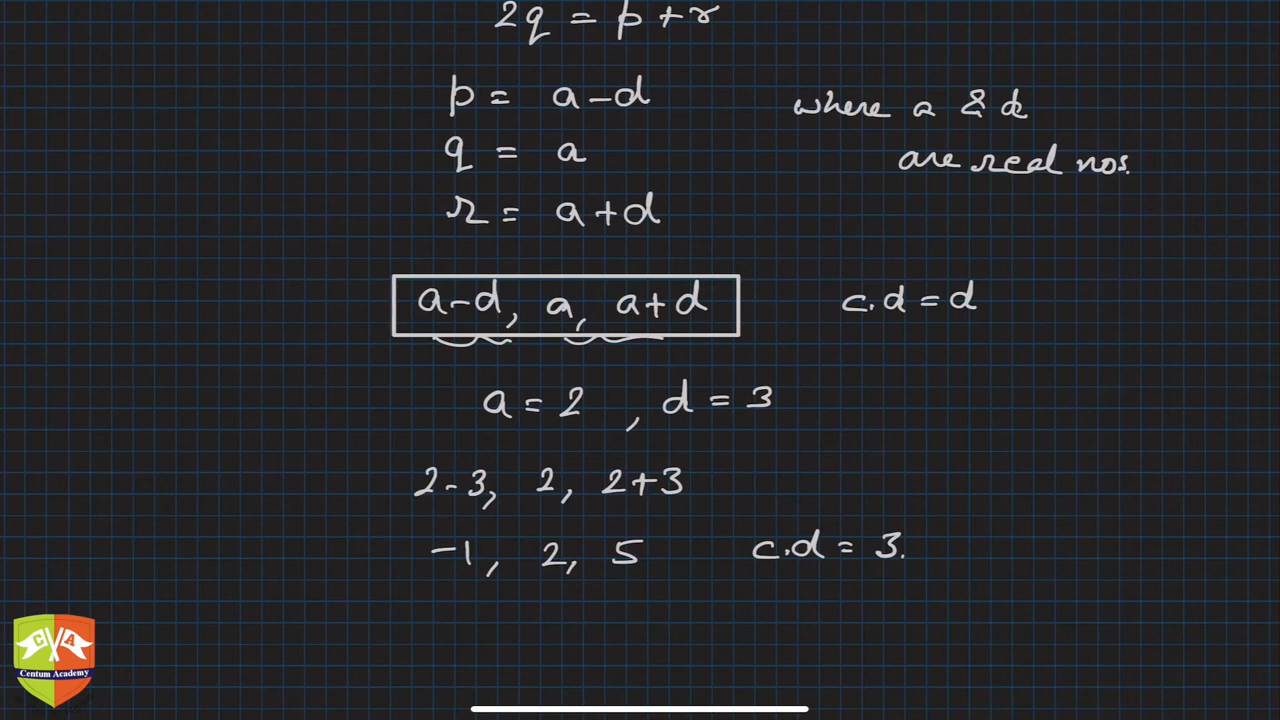 2q = p + r
p = a - d
where a & d
q = a
are real nos.
r = a + d
a - d, a, a + d
c.d = d
a = 2 , d = 3
2 - 3, 2, 2 + 3
-1, 2, 5
c.d = 3.
C A
Centum Academy